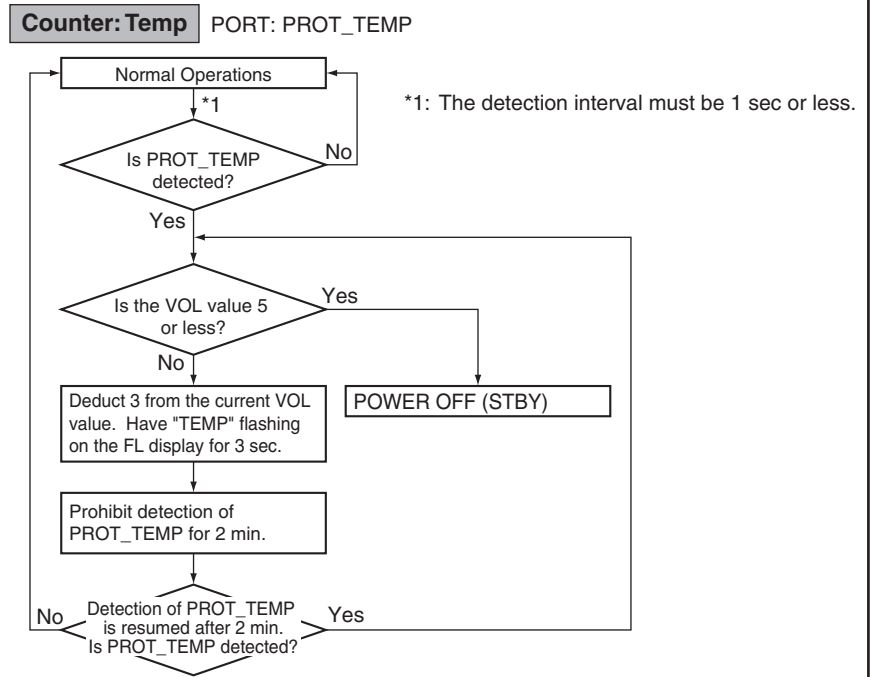 Counter: Temp PORT: PROT_TEMP
Normal Operations
*1
*1: The detection interval must be 1 sec or less.
Is PROT_TEMP
detected?
No
Yes
Is the VOL value 5
or less?
Yes
No
Deduct 3 from the current VOL
value. Have "TEMP" flashing
on the FL display for 3 sec.
POWER OFF (STBY)
Prohibit detection of
PROT_TEMP for 2 min.
No
Detection of PROT_TEMP
is resumed after 2 min.
Is PROT_TEMP detected?
Yes